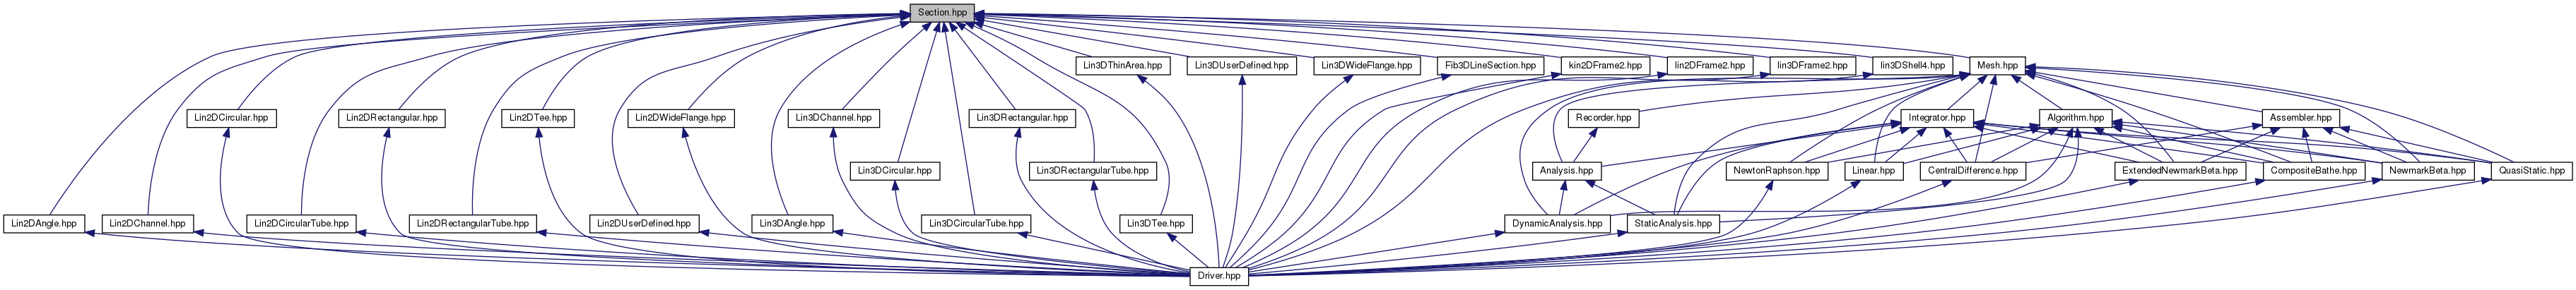 Section.hpp
Lin3DThinArea.hpp
Lin3DUserDefined.hpp
Lin3DWideFlange.hpp
Fib3DLineSection.hpp
kin2DFrame2.hpp
lin2DFrame2.hpp
lin3DFrame2.hpp
lin3DShell4.hpp
Mesh.hpp
Lin2DCircular.hpp
Lin2DRectangular.hpp
Lin2DTee.hpp
Lin2DWideFlange.hpp
Lin3DChannel.hpp
Lin3DRectangular.hpp
Recorder.hpp
Integrator.hpp
Algorithm.hpp
Assembler.hpp
Lin3DCircular.hpp
Lin3DRectangularTube.hpp
Analysis.hpp
NewtonRaphson.hpp
Linear.hpp
CentralDifference.hpp
ExtendedNewmarkBeta.hpp
CompositeBathe.hpp
NewmarkBeta.hpp
QuasiStatic.hpp
Lin2DAngle.hpp
Lin2DChannel.hpp
Lin2DCircularTube.hpp
Lin2DRectangularTube.hpp
Lin2DUserDefined.hpp
Lin3DAngle.hpp
Lin3DCircularTube.hpp
Lin3DTee.hpp
DynamicAnalysis.hpp
StaticAnalysis.hpp
Driver.hpp